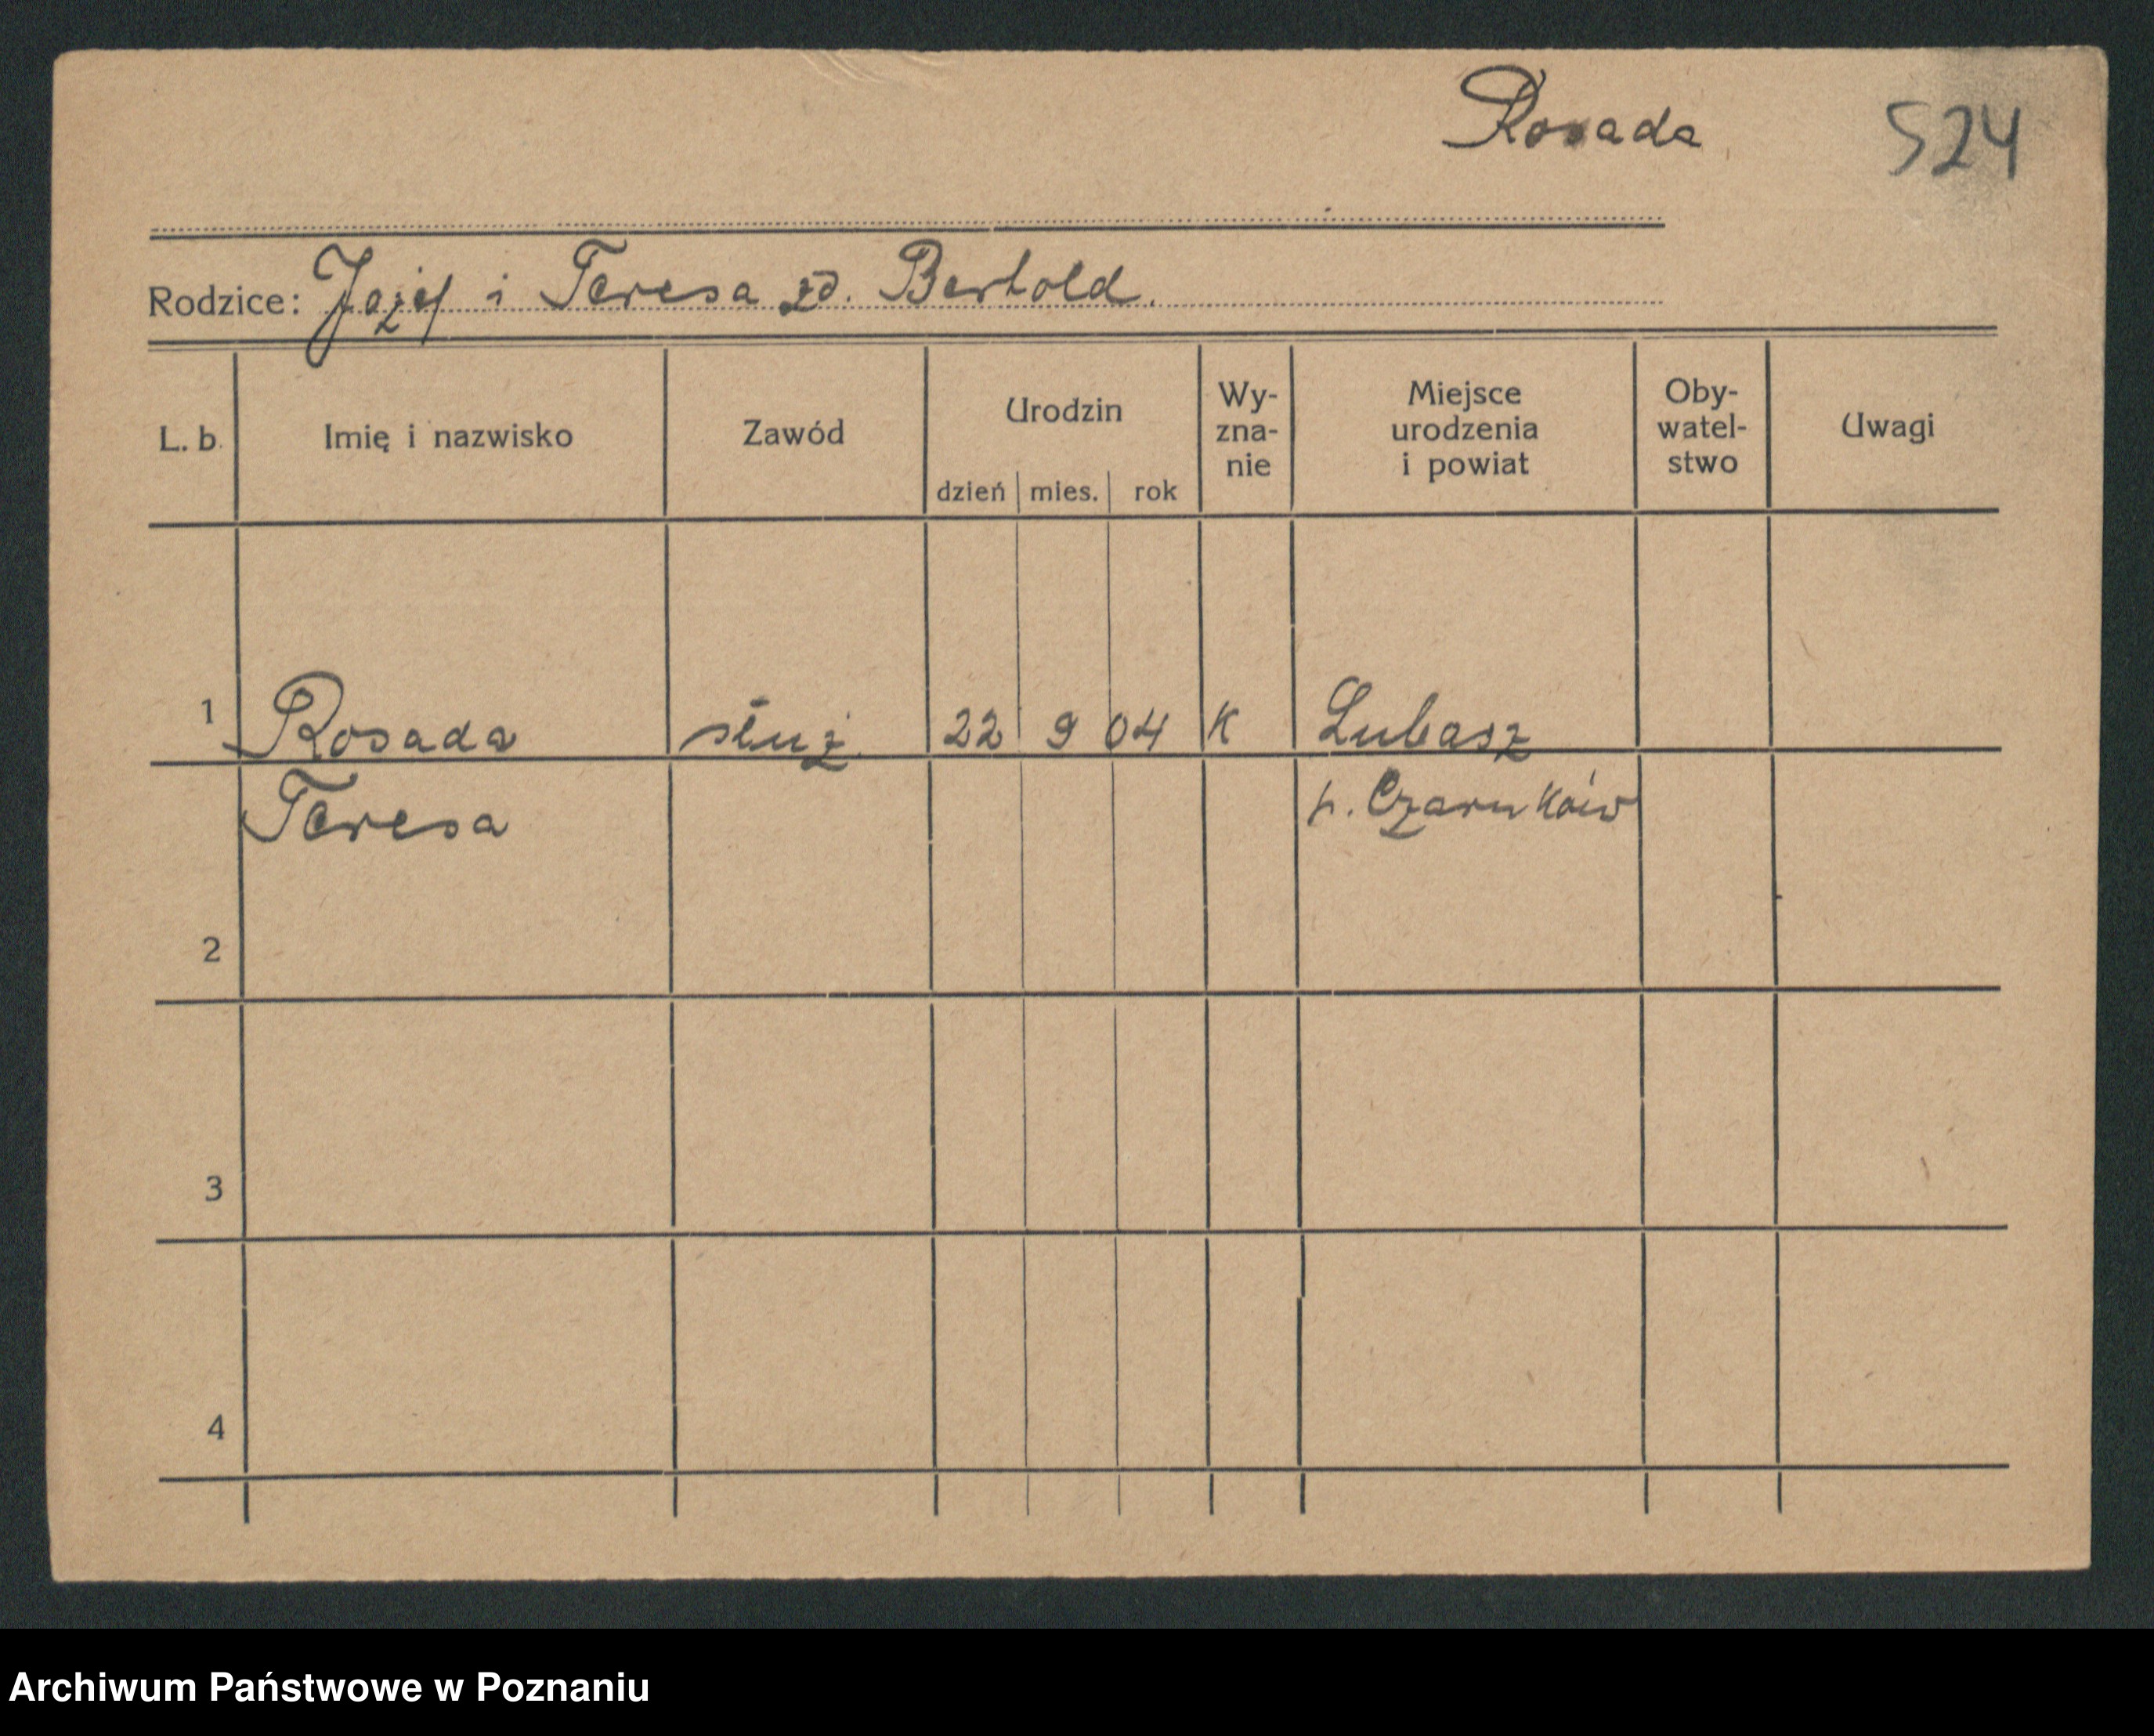 Rosada 524
Rodzice: Józef i Teresa zd. Bertold.
L. b. Imię i nazwisko Zawód Urodzin dzień mies. rok Wy-zna-nie Miejsce urodzenia i powiat Oby-watel-stwo Uwagi
1 Rosada służ. 22 9 04 K Lubasz
Teresa p. Czarnków
2
3
4
Archiwum Państwowe w Poznaniu